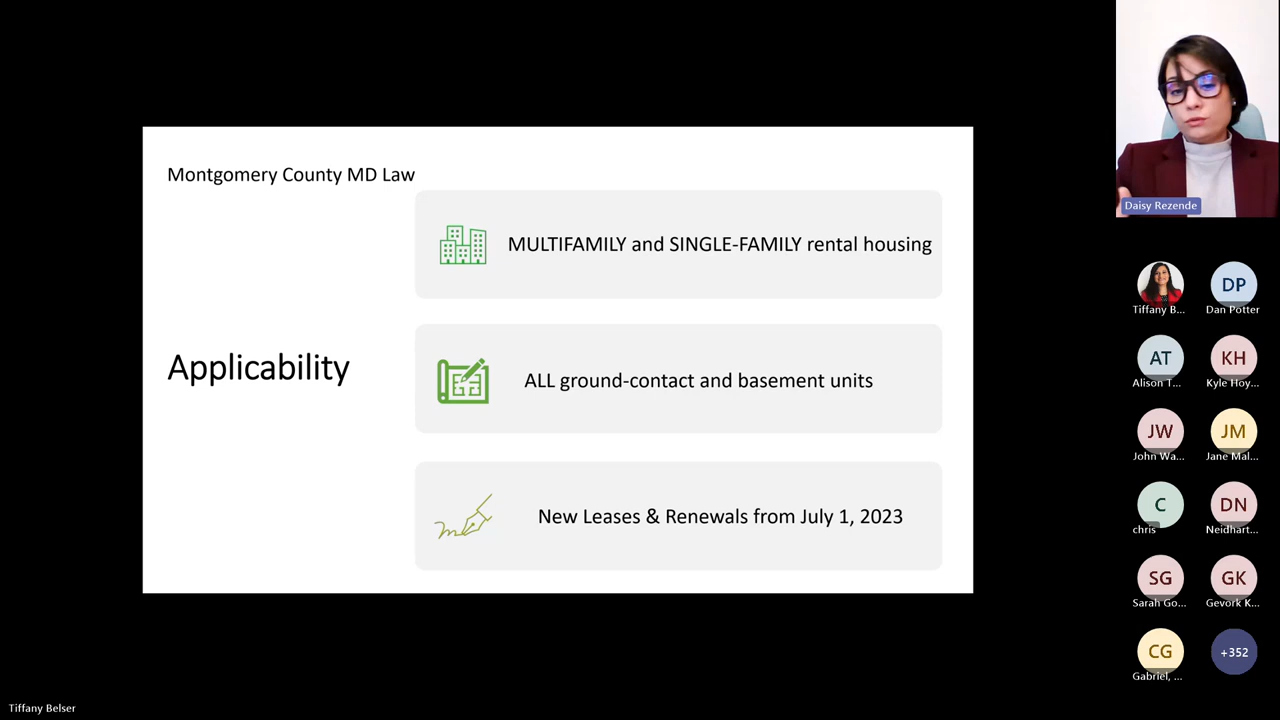 Montgomery County MD Law
MULTIFAMILY and SINGLE-FAMILY rental housing
Applicability
ALL ground-contact and basement units
New Leases & Renewals from July 1, 2023
Daisy Rezende
Tiffany B...
DP
Dan Potter
AT
Alison T...
KH
Kyle Hoy...
JW
John Wa...
JM
Jane Mal...
C
chris
DN
Neidhart...
SG
Sarah Go...
GK
Gevork K...
CG
Gabriel, ...
+352
Tiffany Belser